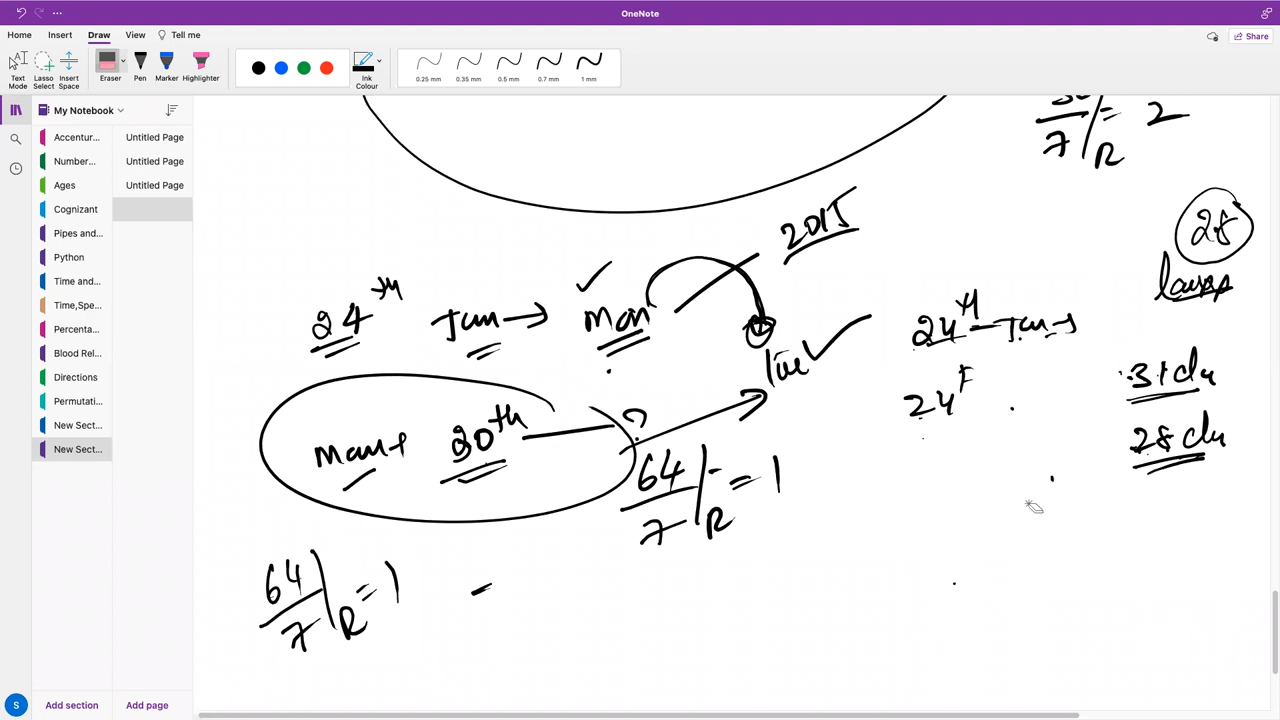 OneNote
Home Insert Draw View Tell me
Share
Text Mode
Lasso Select
Insert Space
Eraser
Pen
Marker
Highlighter
Ink Colour
0.25 mm 0.35 mm 0.5 mm 0.7 mm 1 mm
My Notebook
Accentur...
Number...
Ages
Cognizant
Pipes and...
Python
Time and...
Time,Spe...
Percenta...
Blood Rel...
Directions
Permutati...
New Sect...
New Sect...
Untitled Page
Untitled Page
Untitled Page
7 R = 2
2015
28
24th Jan → Mon
24th - Jan -
31
20th ?
24
28
64/7 R = 1
64/7 R = 1
S
Add section
Add page